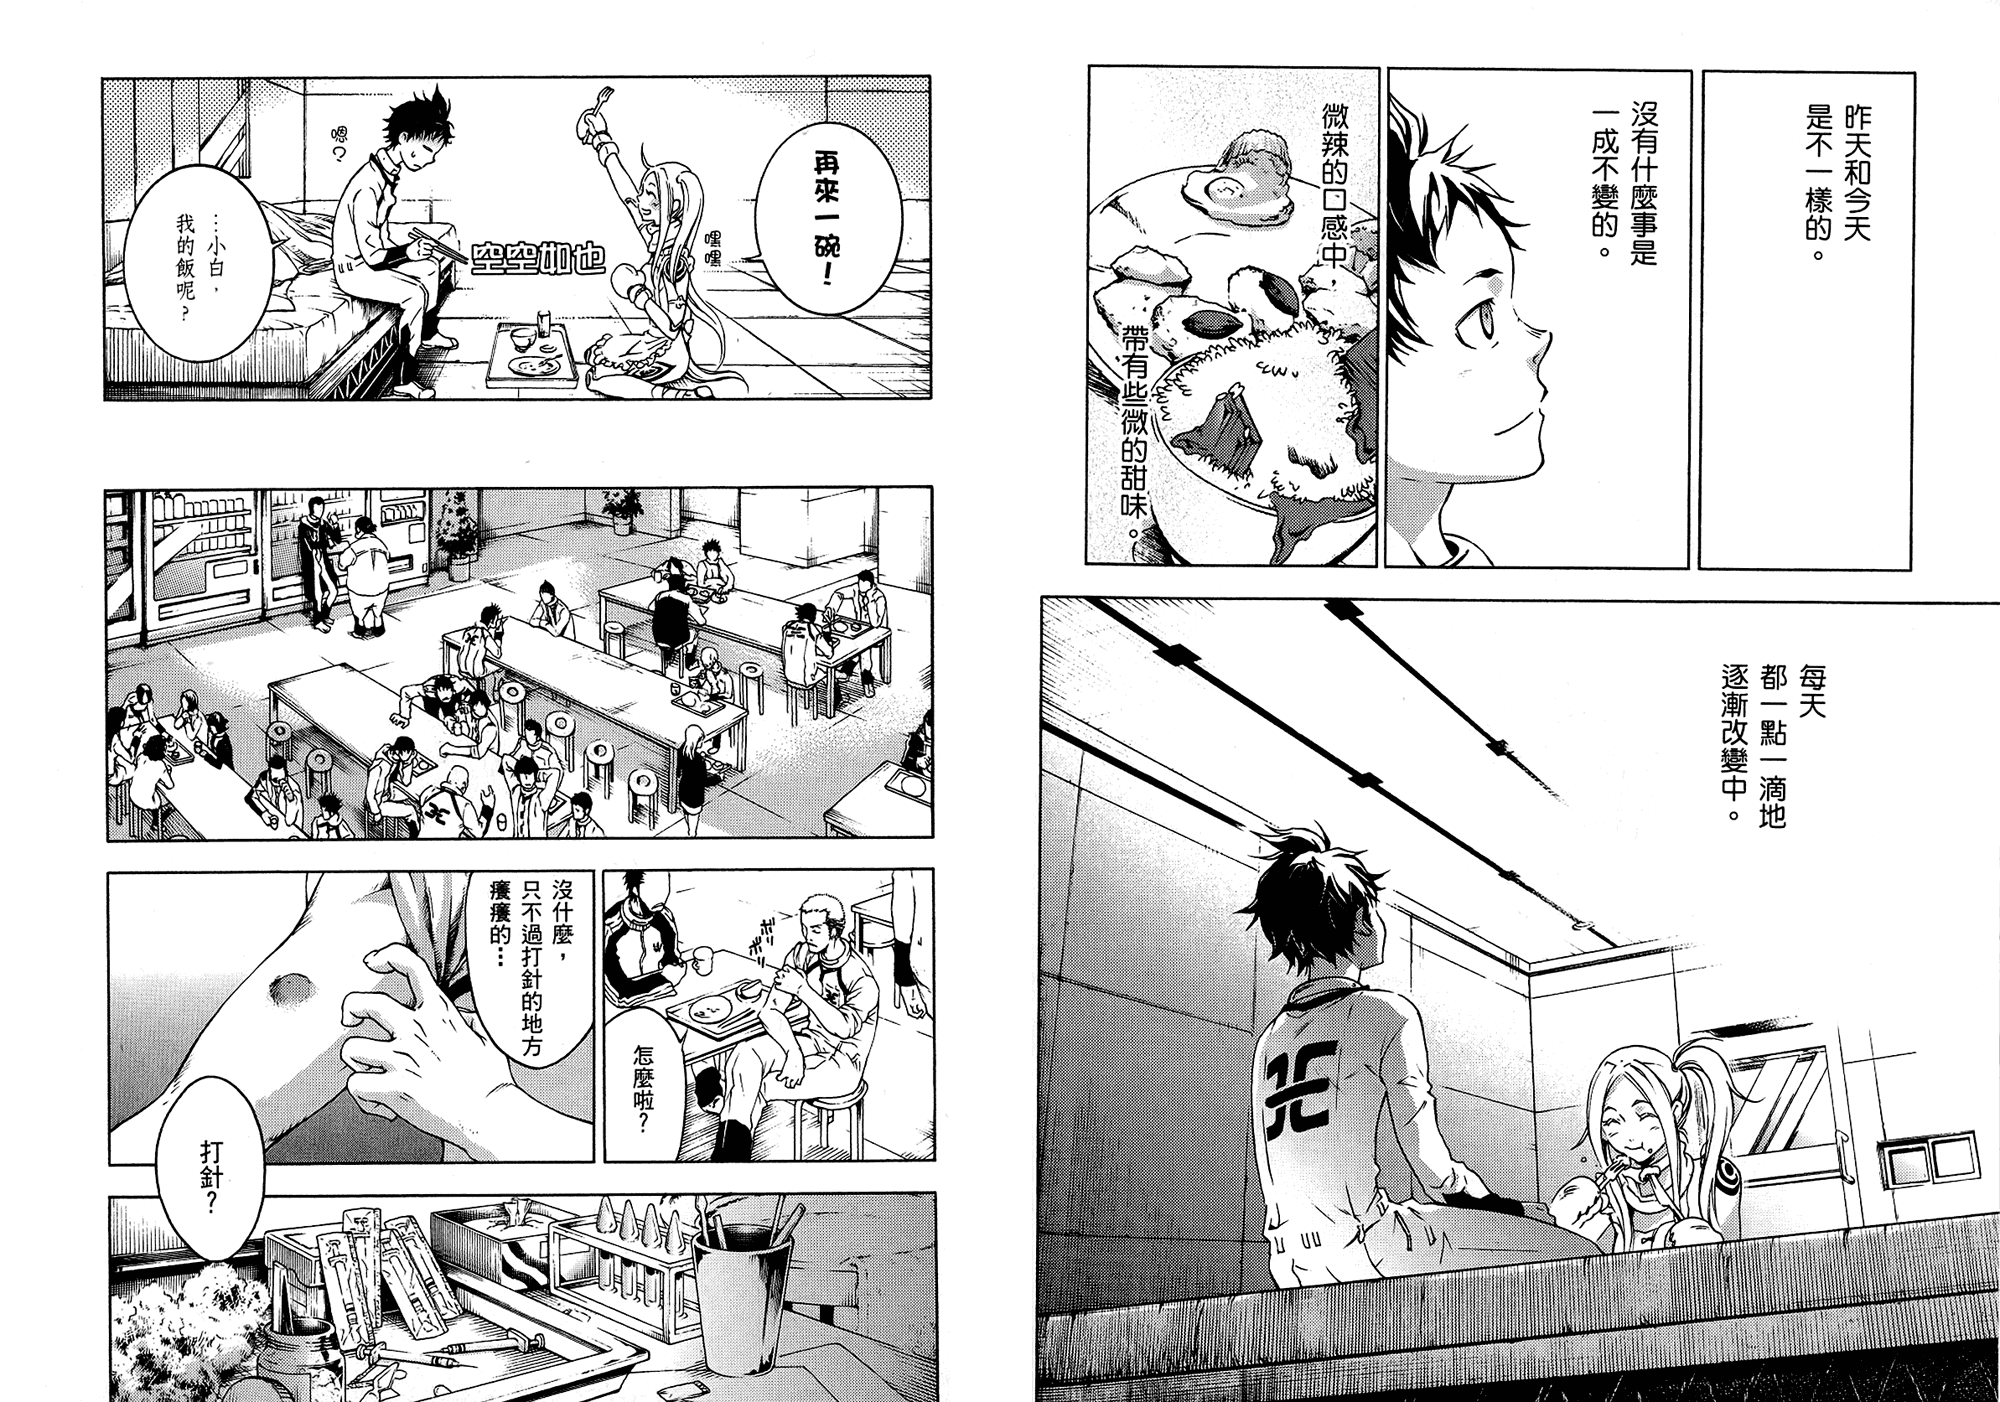 昨天和今天
是不一樣的。
沒有什麼事是
一成不變的。
微辣的口感中，
帶有些微的甜味。
每天
都一點一滴地
逐漸改變中。
再來一碗！
嘿嘿
空空如也
嗯？
…小白，
我的飯呢？
怎麼啦？
ボリ
ボリ
沒什麼，
只不過打針的地方
癢癢的…
打針？